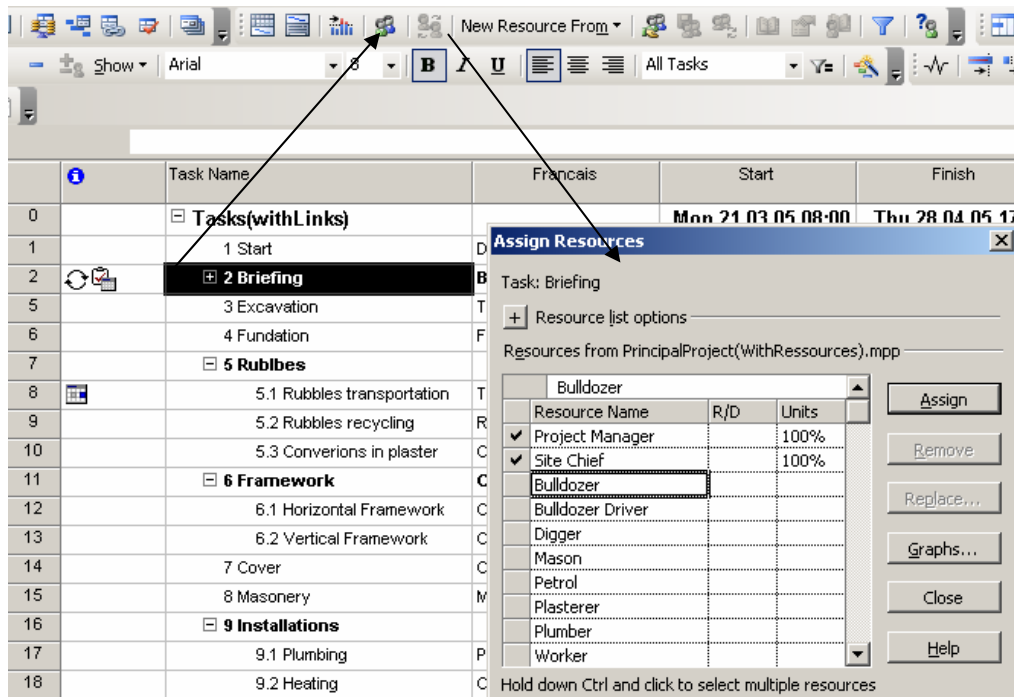 New Resource From
Show Arial 8 B I U All Tasks
Task Name Francais Start Finish
0 Tasks(withLinks) Mon 21.03.05 08:00 Thu 28.04.05 17
1 1 Start D
2 2 Briefing B
5 3 Excavation T
6 4 Fundation F
7 5 Rublbes
8 5.1 Rubbles transportation T
9 5.2 Rubbles recycling R
10 5.3 Converions in plaster C
11 6 Framework C
12 6.1 Horizontal Framework C
13 6.2 Vertical Framework C
14 7 Cover C
15 8 Masonery M
16 9 Installations
17 9.1 Plumbing P
18 9.2 Heating C
Assign Resources
Task: Briefing
+ Resource list options
Resources from PrincipalProject(WithRessources).mpp
Bulldozer
Resource Name R/D Units
Project Manager 100%
Site Chief 100%
Bulldozer
Bulldozer Driver
Digger
Mason
Petrol
Plasterer
Plumber
Worker
Assign
Remove
Replace...
Graphs...
Close
Help
Hold down Ctrl and click to select multiple resources